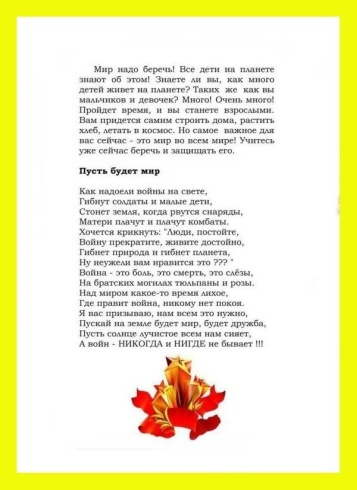 Мир надо беречь! Все дети на планете
знают об этом! Знаете ли вы, как много
детей живет на планете? Таких же как вы
мальчиков и девочек? Много! Очень много!
Пройдет время, и вы станете взрослыми.
Вам придется самим строить дома, растить
хлеб, летать в космос. Но самое важное для
вас сейчас - это мир во всем мире! Учитесь
уже сейчас беречь и защищать его.
Пусть будет мир
Как надоели войны на свете,
Гибнут солдаты и малые дети,
Стонет земля, когда рвутся снаряды,
Матери плачут и плачут комбаты.
Хочется крикнуть: "Люди, постойте,
Войну прекратите, живите достойно,
Гибнет природа и гибнет планета,
Ну неужели вам нравится это ??? "
Война - это боль, это смерть, это слёзы,
На братских могилах тюльпаны и розы.
Над миром какое-то время лихое,
Где правит война, никому нет покоя.
Я вас призываю, нам всем это нужно,
Пускай на земле будет мир, будет дружба,
Пусть солнце лучистое всем нам сияет,
А войн - НИКОГДА и НИГДЕ не бывает !!!